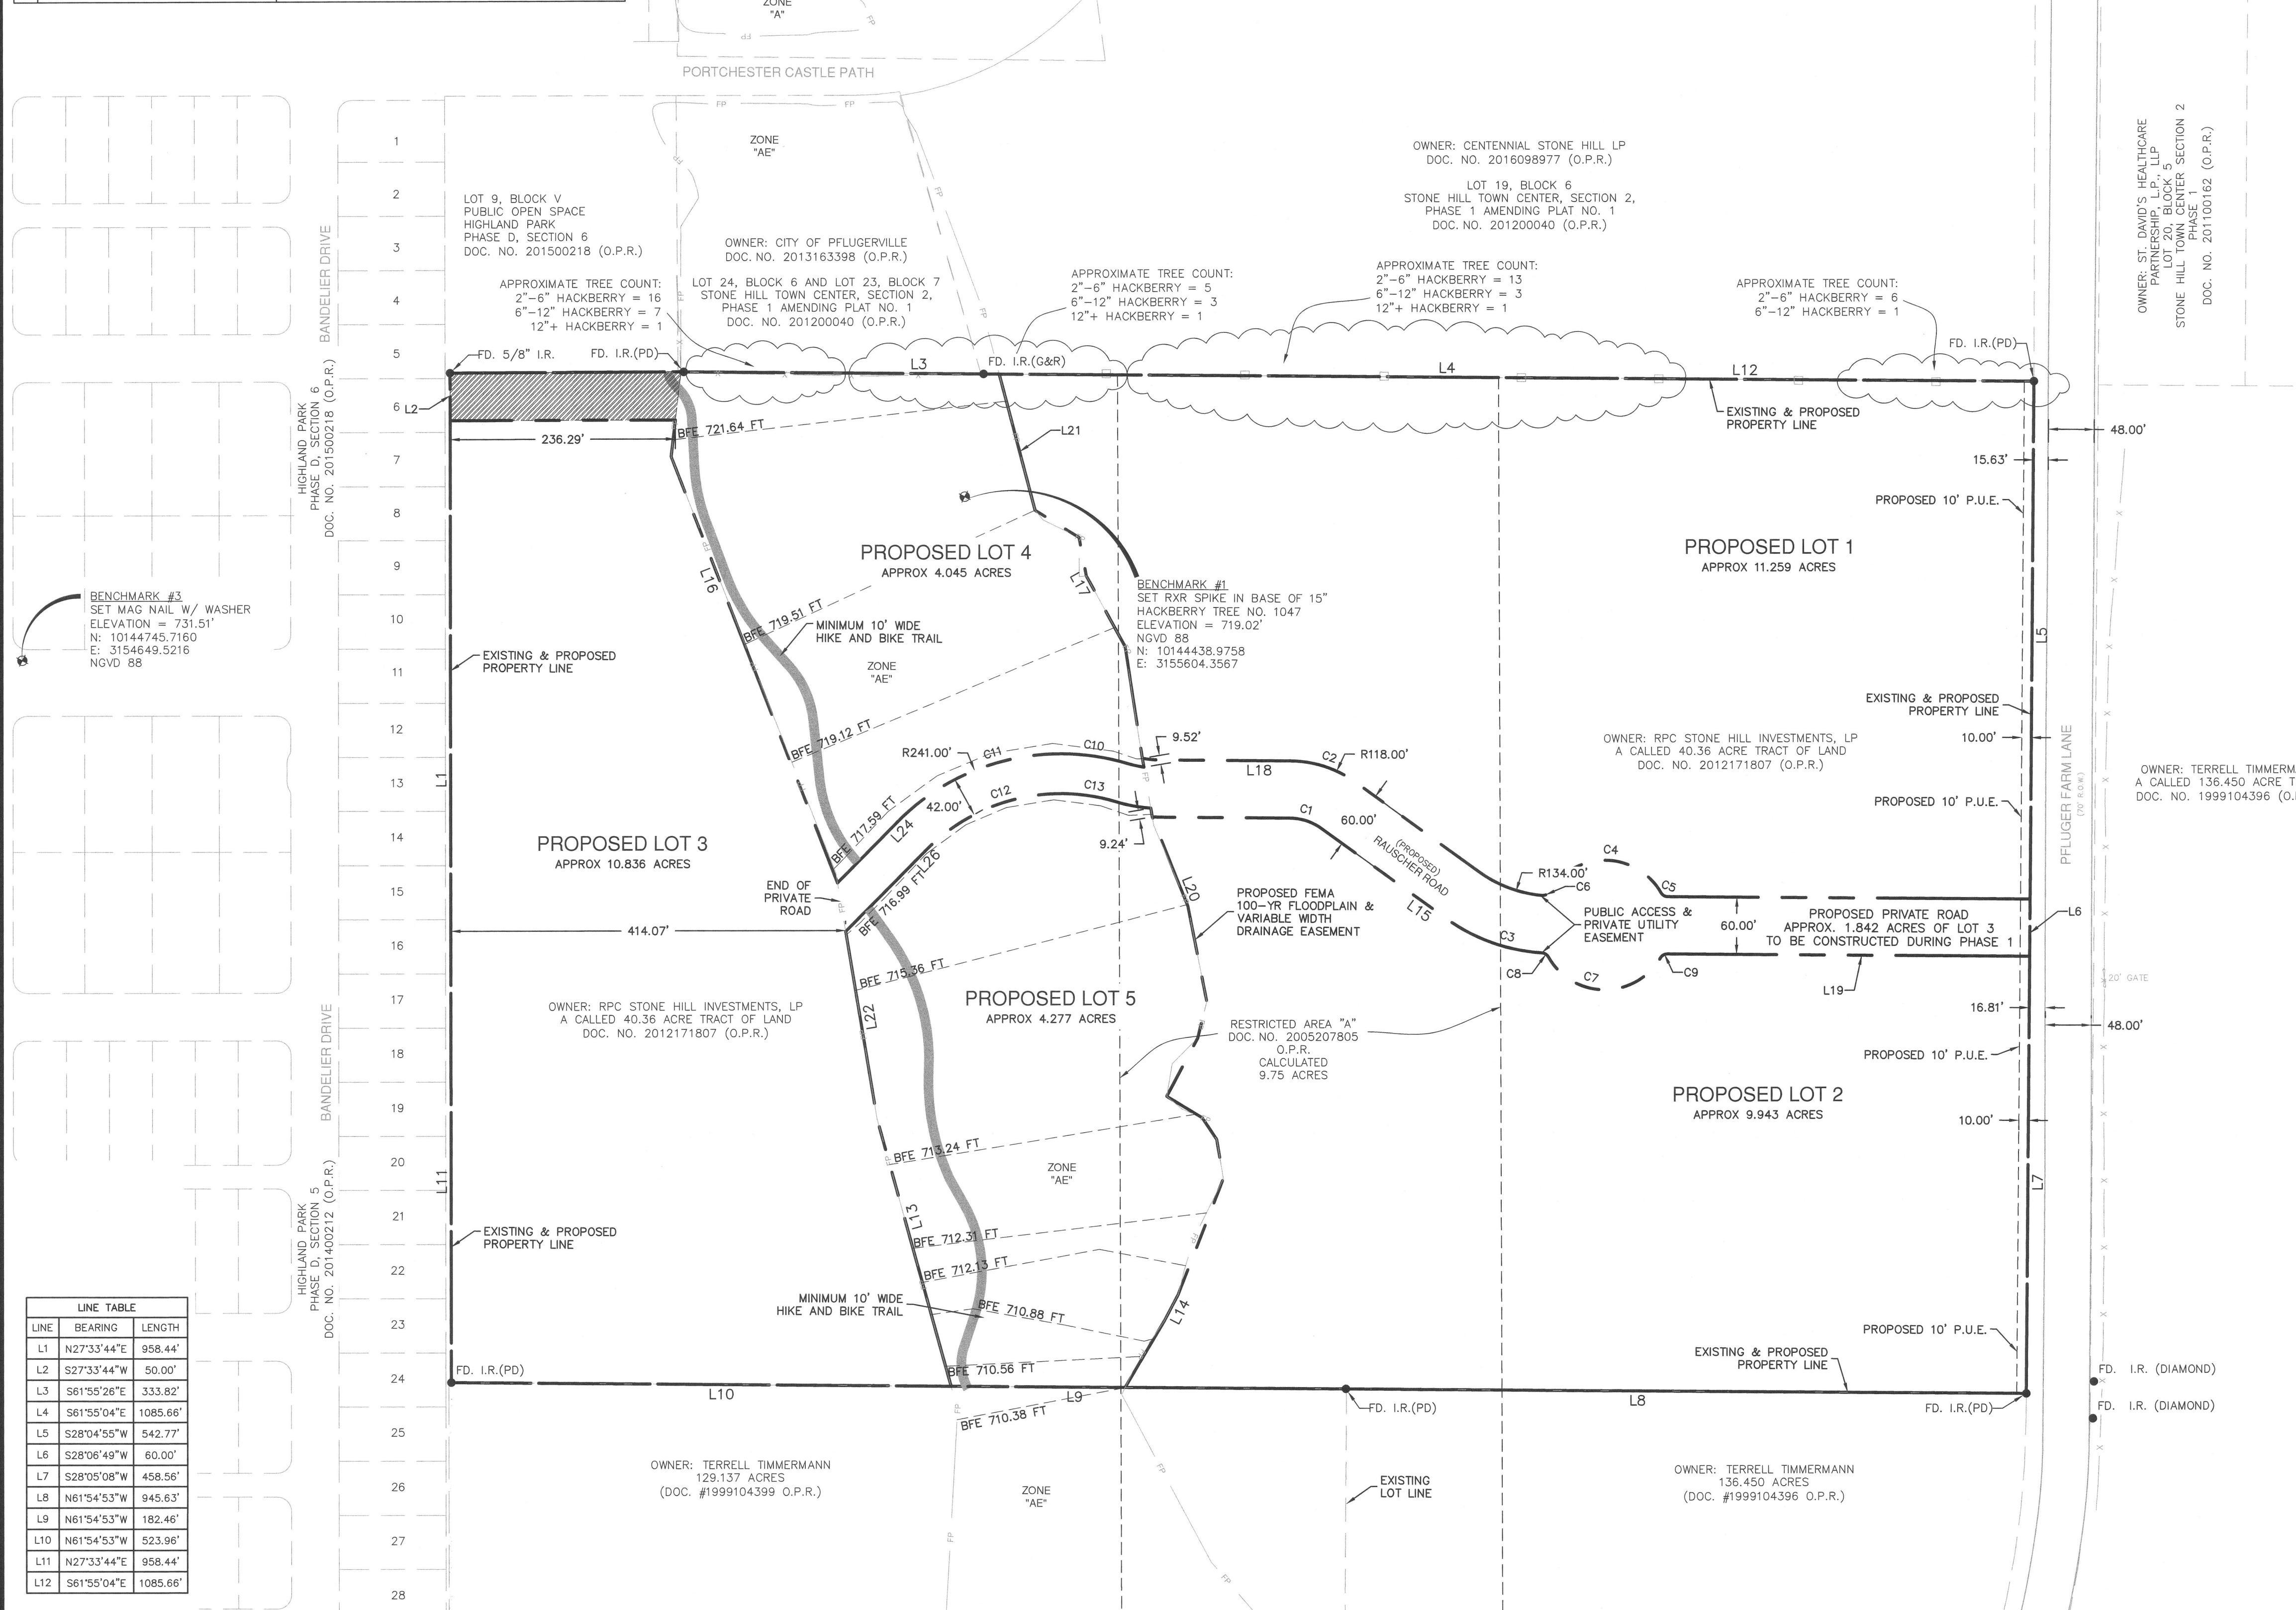 ZONE
"A"
FP
FP
PORTCHESTER CASTLE PATH
FP
FP
ZONE
"AE"
FP
FP
FP
FP
1
2
3
4
5
6
7
8
9
10
11
12
13
14
15
16
17
18
19
20
21
22
23
24
25
26
27
28
BANDELIER DRIVE
HIGHLAND PARK
PHASE D, SECTION 6
DOC. NO. 201500218 (O.P.R.)
BANDELIER DRIVE
HIGHLAND PARK
PHASE D, SECTION 5
DOC. NO. 201400212 (O.P.R.)
LOT 9, BLOCK V
PUBLIC OPEN SPACE
HIGHLAND PARK
PHASE D, SECTION 6
DOC. NO. 201500218 (O.P.R.)
OWNER: CITY OF PFLUGERVILLE
DOC. NO. 2013163398 (O.P.R.)
LOT 24, BLOCK 6 AND LOT 23, BLOCK 7
STONE HILL TOWN CENTER, SECTION 2,
PHASE 1 AMENDING PLAT NO. 1
DOC. NO. 201200040 (O.P.R.)
OWNER: CENTENNIAL STONE HILL LP
DOC. NO. 2016098977 (O.P.R.)
LOT 19, BLOCK 6
STONE HILL TOWN CENTER, SECTION 2,
PHASE 1 AMENDING PLAT NO. 1
DOC. NO. 201200040 (O.P.R.)
OWNER: ST. DAVID'S HEALTHCARE
PARTNERSHIP, L.P., LLP
LOT 20, BLOCK 5
STONE HILL TOWN CENTER SECTION 2
PHASE 1
DOC. NO. 201100162 (O.P.R.)
APPROXIMATE TREE COUNT:
2"-6" HACKBERRY = 16
6"-12" HACKBERRY = 7
12"+ HACKBERRY = 1
APPROXIMATE TREE COUNT:
2"-6" HACKBERRY = 5
6"-12" HACKBERRY = 3
12"+ HACKBERRY = 1
APPROXIMATE TREE COUNT:
2"-6" HACKBERRY = 13
6"-12" HACKBERRY = 3
12"+ HACKBERRY = 1
APPROXIMATE TREE COUNT:
2"-6" HACKBERRY = 6
6"-12" HACKBERRY = 1
FD. 5/8" I.R.
FD. I.R.(PD)
L3
FD. I.R.(G&R)
L4
L12
FD. I.R.(PD)
L2
236.29'
BFE 721.64 FT
L21
EXISTING & PROPOSED
PROPERTY LINE
48.00'
15.63'
PROPOSED 10' P.U.E.
PROPOSED LOT 4
APPROX 4.045 ACRES
PROPOSED LOT 1
APPROX 11.259 ACRES
L16
L17
BENCHMARK #3
SET MAG NAIL W/ WASHER
ELEVATION = 731.51'
N: 10144745.7160
E: 3154649.5216
NGVD 88
BENCHMARK #1
SET RXR SPIKE IN BASE OF 15"
HACKBERRY TREE NO. 1047
ELEVATION = 719.02'
NGVD 88
N: 10144438.9758
E: 3155604.3567
BFE 719.51 FT
MINIMUM 10' WIDE
HIKE AND BIKE TRAIL
ZONE
"AE"
EXISTING & PROPOSED
PROPERTY LINE
L5
EXISTING & PROPOSED
PROPERTY LINE
10.00'
BFE 719.12 FT
R241.00'
C11
C10
9.52'
C2
R118.00'
L18
OWNER: RPC STONE HILL INVESTMENTS, LP
A CALLED 40.36 ACRE TRACT OF LAND
DOC. NO. 2012171807 (O.P.R.)
PFLUGER FARM LANE
(70' R.O.W.)
OWNER: TERRELL TIMMERM
A CALLED 136.450 ACRE T
DOC. NO. 1999104396 (O.
L1
C12
C13
42.00'
C1
60.00'
PROPOSED 10' P.U.E.
PROPOSED LOT 3
APPROX 10.836 ACRES
BFE 717.59 FT
L24
9.24'
(PROPOSED)
RAUSCHER ROAD
C4
END OF
PRIVATE
ROAD
L26
BFE 716.99 FT
L20
PROPOSED FEMA
100-YR FLOODPLAIN &
VARIABLE WIDTH
DRAINAGE EASEMENT
L15
R134.00'
C6
C5
PUBLIC ACCESS &
PRIVATE UTILITY
EASEMENT
60.00'
PROPOSED PRIVATE ROAD
APPROX. 1.842 ACRES OF LOT 3
TO BE CONSTRUCTED DURING PHASE 1
L6
414.07'
C3
C8
C7
C9
L19
20' GATE
BFE 715.36 FT
OWNER: RPC STONE HILL INVESTMENTS, LP
A CALLED 40.36 ACRE TRACT OF LAND
DOC. NO. 2012171807 (O.P.R.)
L22
PROPOSED LOT 5
APPROX 4.277 ACRES
RESTRICTED AREA "A"
DOC. NO. 2005207805
O.P.R.
CALCULATED
9.75 ACRES
16.81'
48.00'
PROPOSED 10' P.U.E.
PROPOSED LOT 2
APPROX 9.943 ACRES
10.00'
BFE 713.24 FT
ZONE
"AE"
L11
L7
EXISTING & PROPOSED
PROPERTY LINE
L13
BFE 712.31 FT
BFE 712.13 FT
MINIMUM 10' WIDE
HIKE AND BIKE TRAIL
BFE 710.88 FT
L14
BFE 710.56 FT
PROPOSED 10' P.U.E.
EXISTING & PROPOSED
PROPERTY LINE
FD. I.R.(PD)
L10
L9
BFE 710.38 FT
FD. I.R.(PD)
L8
FD. I.R.(PD)
FD. I.R. (DIAMOND)
FD. I.R. (DIAMOND)
OWNER: TERRELL TIMMERMANN
129.137 ACRES
(DOC. #1999104399 O.P.R.)
ZONE
"AE"
EXISTING
LOT LINE
OWNER: TERRELL TIMMERMANN
136.450 ACRES
(DOC. #1999104396 O.P.R.)
FP
FP
FP
FP
LINE TABLE
LINE BEARING LENGTH
L1 N27°33'44"E 958.44'
L2 S27°33'44"W 50.00'
L3 S61°55'26"E 333.82'
L4 S61°55'04"E 1085.66'
L5 S28°04'55"W 542.77'
L6 S28°06'49"W 60.00'
L7 S28°05'08"W 458.56'
L8 N61°54'53"W 945.63'
L9 N61°54'53"W 182.46'
L10 N61°54'53"W 523.96'
L11 N27°33'44"E 958.44'
L12 S61°55'04"E 1085.66'